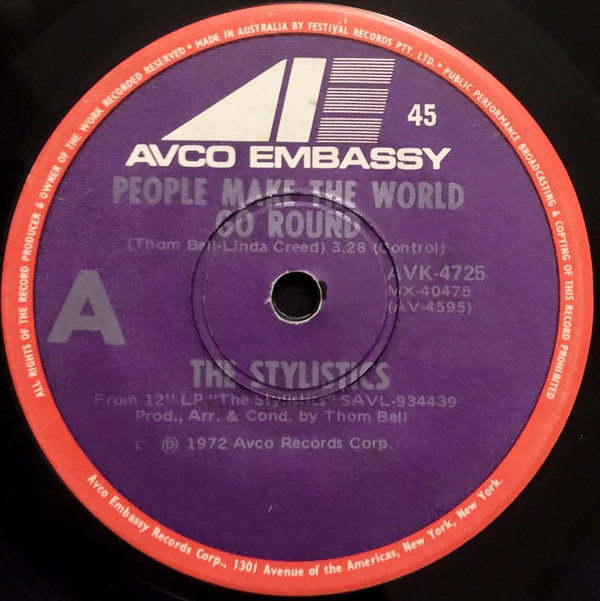 ALL RIGHTS OF THE RECORD PRODUCER & OWNER OF THE WORK RECORDED RESERVED • MADE IN AUSTRALIA BY FESTIVAL RECORDS PTY. LTD. • PUBLIC PERFORMANCE BROADCASTING & COPYING OF THIS RECORD PROHIBITED
45
AVCO EMBASSY
PEOPLE MAKE THE WORLD
GO ROUND
(Thom Bell-Linda Creed) 3.28 (Control)
AVK-4725
MX-40475
(AV-4595)
A
THE STYLISTICS
From 12" LP "The Stylistics" SAVL-934439
Prod., Arr. & Cond. by Thom Bell
℗ 1972 Avco Records Corp.
Avco Embassy Records Corp., 1301 Avenue of the Americas, New York, New York.